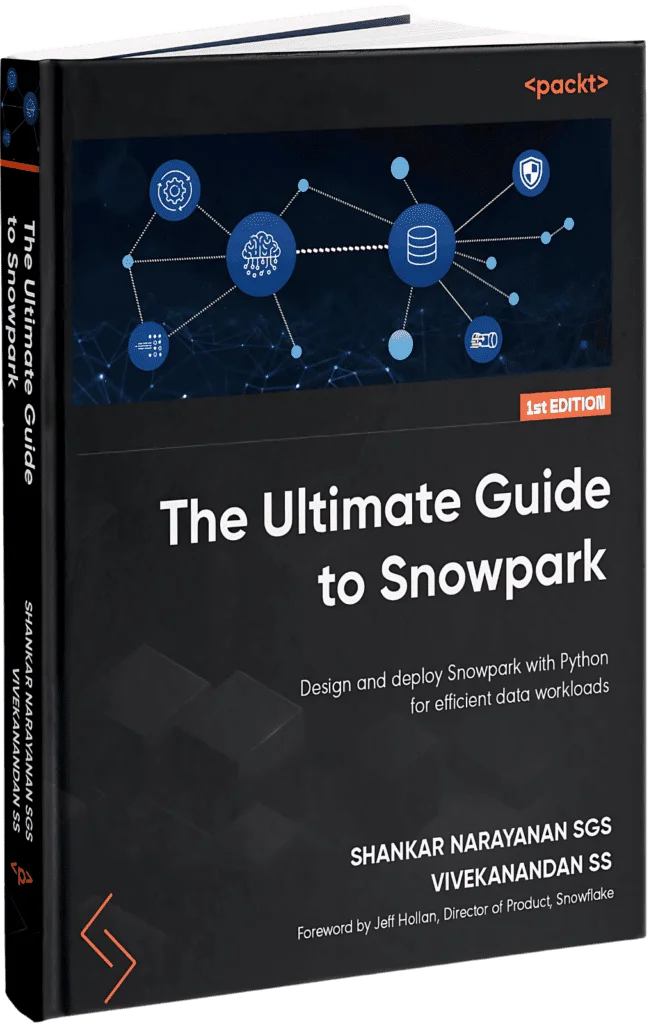 <packt>
1st EDITION
The Ultimate Guide
to Snowpark
Design and deploy Snowpark with Python
for efficient data workloads
SHANKAR NARAYANAN SGS
VIVEKANANDAN SS
Foreword by Jeff Hollan, Director of Product, Snowflake
The Ultimate Guide
to Snowpark
SHANKAR NARAYANAN SGS
VIVEKANANDAN SS
<p>